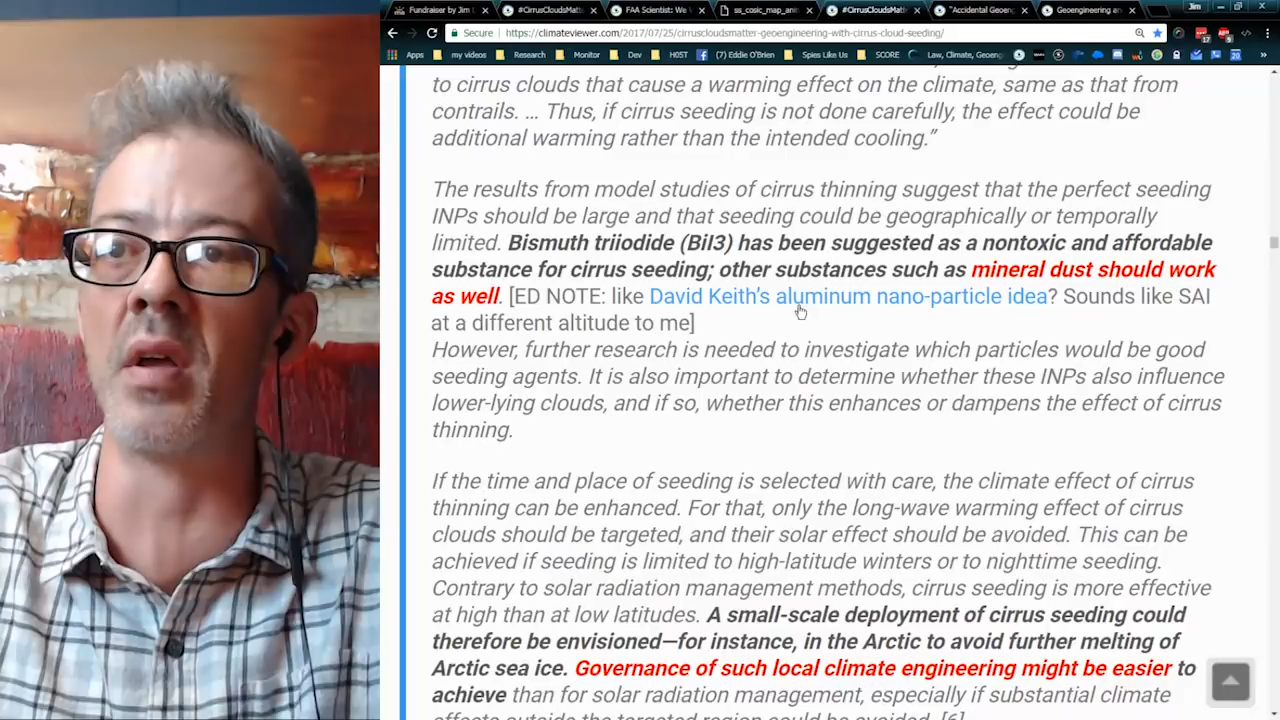 Fundraiser by Jim L
#CirrusCloudsMatt
FAA Scientist: We
ss_cosic_map_anim
#CirrusCloudsMatt
"Accidental Geoeng
Geoengineering an
Jim
Secure
https://climateviewer.com/2017/07/25/cirruscloudsmatter-geoengineering-with-cirrus-cloud-seeding/
Apps
my videos
Research
Monitor
Dev
H05T
(7) Eddie O'Brien
Spies Like Us
SCORE
Law, Climate, Geoeng
to cirrus clouds that cause a warming effect on the climate, same as that from
contrails. … Thus, if cirrus seeding is not done carefully, the effect could be
additional warming rather than the intended cooling.”
The results from model studies of cirrus thinning suggest that the perfect seeding
INPs should be large and that seeding could be geographically or temporally
limited. Bismuth triiodide (BiI3) has been suggested as a nontoxic and affordable
substance for cirrus seeding; other substances such as mineral dust should work
as well. [ED NOTE: like David Keith’s aluminum nano-particle idea? Sounds like SAI
at a different altitude to me]
However, further research is needed to investigate which particles would be good
seeding agents. It is also important to determine whether these INPs also influence
lower-lying clouds, and if so, whether this enhances or dampens the effect of cirrus
thinning.
If the time and place of seeding is selected with care, the climate effect of cirrus
thinning can be enhanced. For that, only the long-wave warming effect of cirrus
clouds should be targeted, and their solar effect should be avoided. This can be
achieved if seeding is limited to high-latitude winters or to nighttime seeding.
Contrary to solar radiation management methods, cirrus seeding is more effective
at high than at low latitudes. A small-scale deployment of cirrus seeding could
therefore be envisioned—for instance, in the Arctic to avoid further melting of
Arctic sea ice. Governance of such local climate engineering might be easier to
achieve than for solar radiation management, especially if substantial climate
effects outside the targeted region could be avoided. [6]